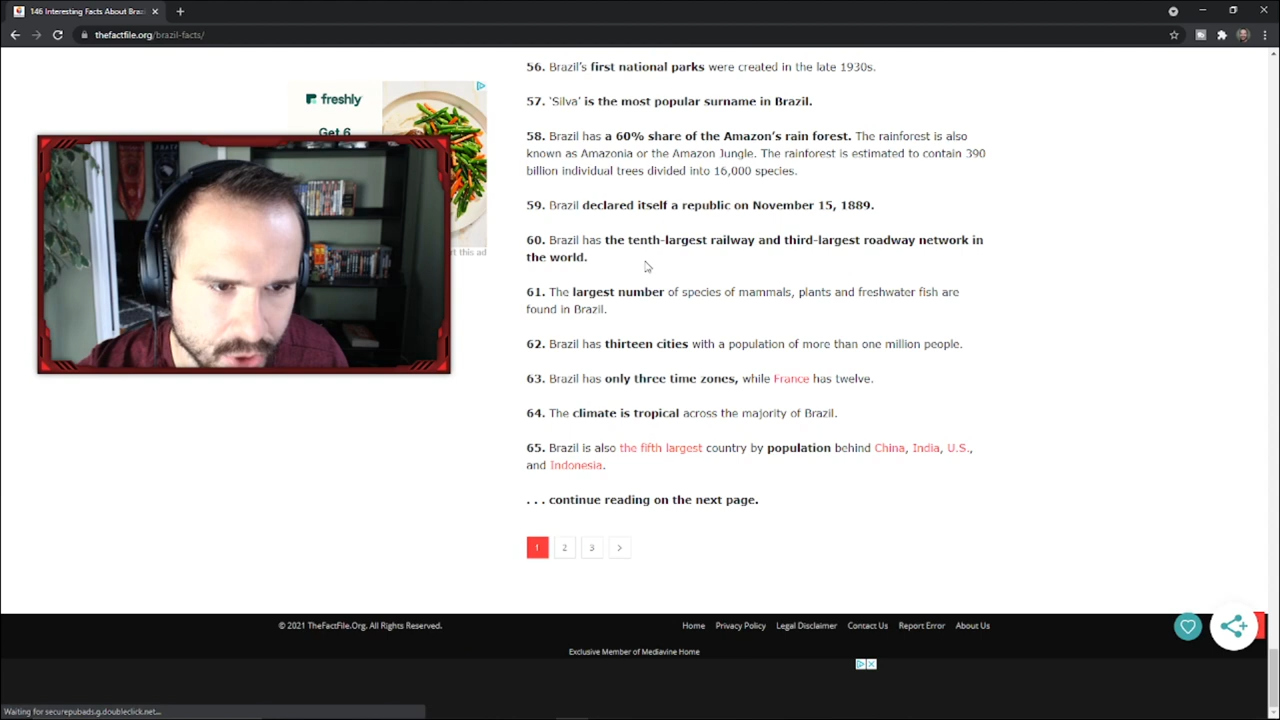 146 Interesting Facts About Brazi
thefactfile.org/brazil-facts/
56. Brazil's first national parks were created in the late 1930s.
57. 'Silva' is the most popular surname in Brazil.
freshly
Get 6
58. Brazil has a 60% share of the Amazon's rain forest. The rainforest is also
known as Amazonia or the Amazon Jungle. The rainforest is estimated to contain 390
billion individual trees divided into 16,000 species.
59. Brazil declared itself a republic on November 15, 1889.
60. Brazil has the tenth-largest railway and third-largest roadway network in
the world.
rt this ad
61. The largest number of species of mammals, plants and freshwater fish are
found in Brazil.
62. Brazil has thirteen cities with a population of more than one million people.
63. Brazil has only three time zones, while France has twelve.
64. The climate is tropical across the majority of Brazil.
65. Brazil is also the fifth largest country by population behind China, India, U.S.,
and Indonesia.
. . . continue reading on the next page.
1 2 3 >
© 2021 TheFactFile.Org. All Rights Reserved.
Home Privacy Policy Legal Disclaimer Contact Us Report Error About Us
Exclusive Member of Mediavine Home
Waiting for securepubads.g.doubleclick.net...